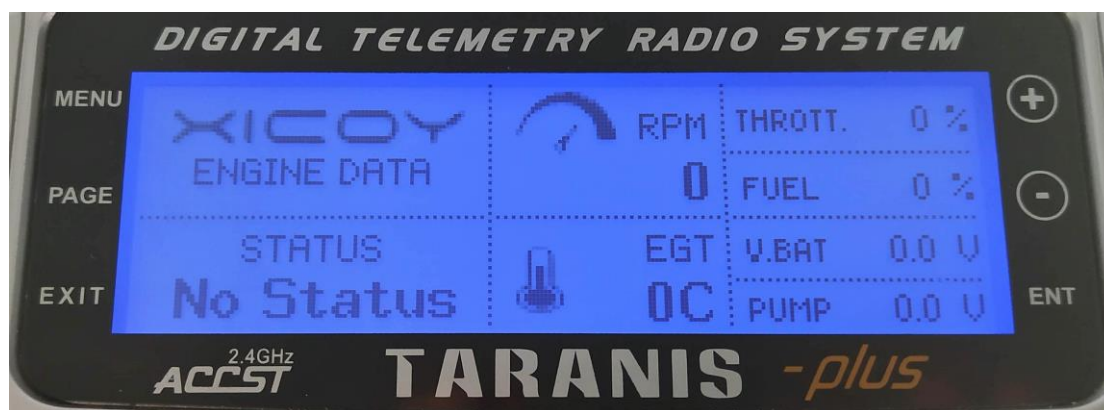 DIGITAL TELEMETRY RADIO SYSTEM
MENU
PAGE
EXIT
XICOY
ENGINE DATA
STATUS
No Status
RPM
0
EGT
0C
THROTT. 0 %
FUEL 0 %
V.BAT 0.0 V
PUMP 0.0 V
+
-
ENT
2.4GHz
ACCST
TARANIS -plus